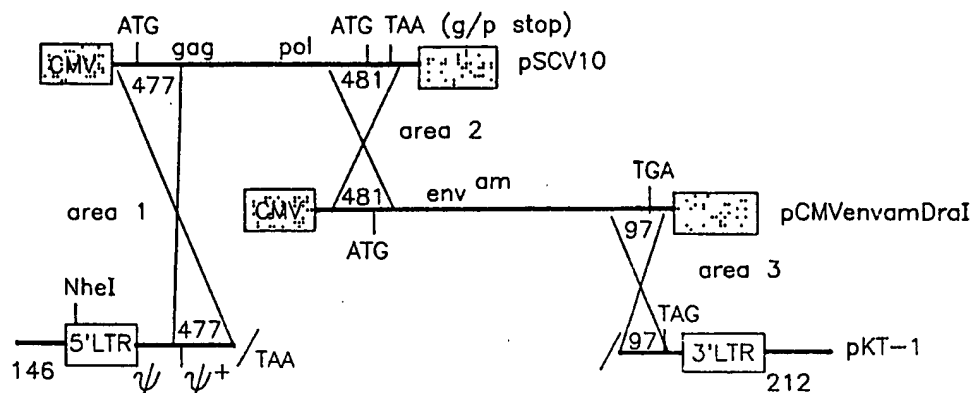 ATG gag pol ATG TAA (g/p stop)
CMV 477 481 pSCV10
area 2
area 1
CMV 481 env am TGA pCMVenvamDraI
ATG 97
area 3
NheI
TAG
5'LTR 477 TAA 97 3'LTR pKT-1
146 ψ ψ+ 212